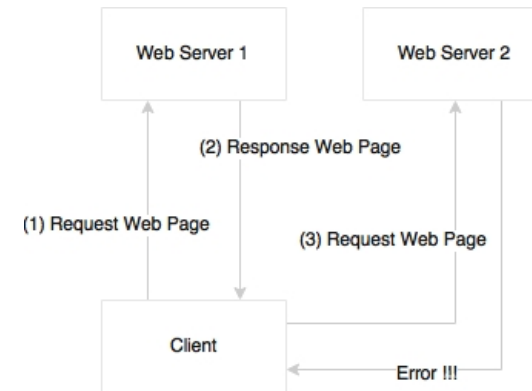 Web Server 1
Web Server 2
(2) Response Web Page
(1) Request Web Page
(3) Request Web Page
Client
Error !!!